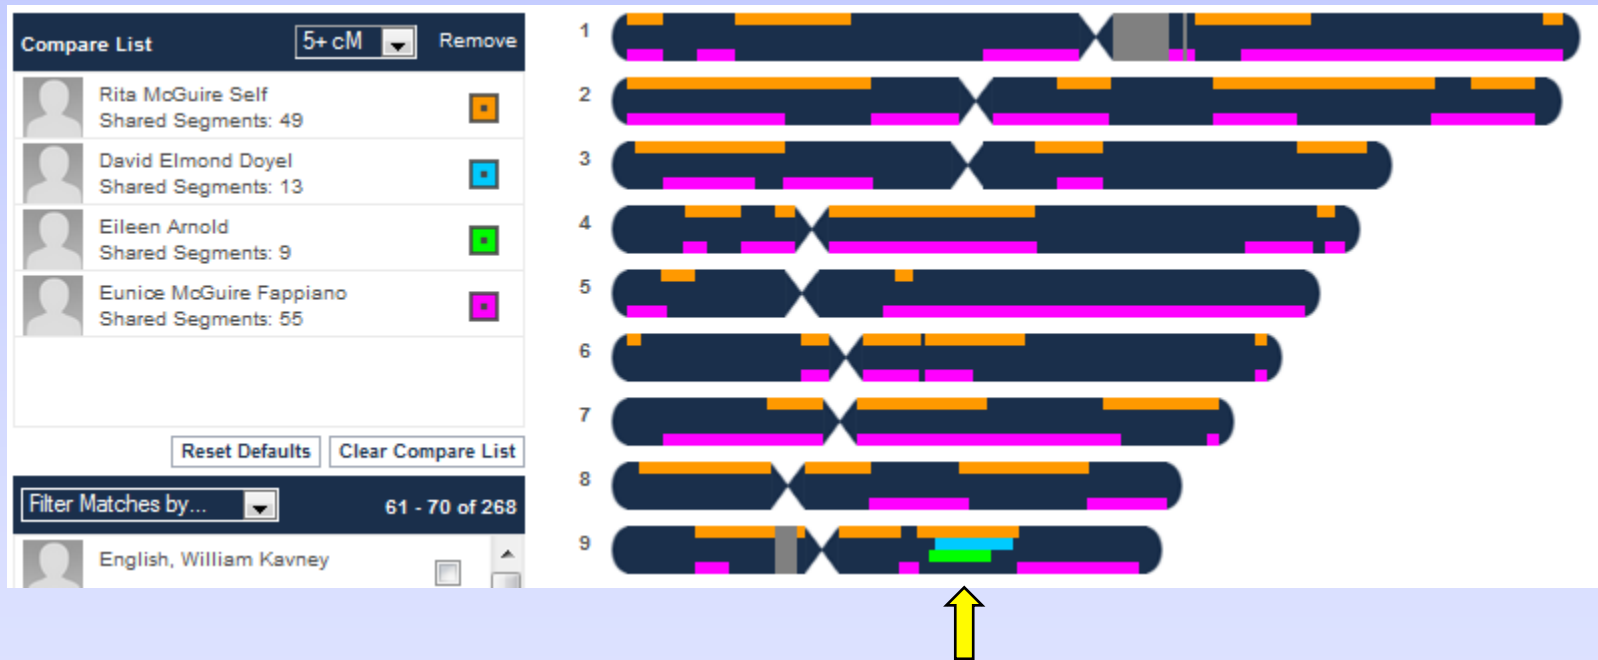 Compare List 5+ cM Remove
Rita McGuire Self
Shared Segments: 49
David Elmond Doyel
Shared Segments: 13
Eileen Arnold
Shared Segments: 9
Eunice McGuire Fappiano
Shared Segments: 55
Reset Defaults Clear Compare List
Filter Matches by... 61 - 70 of 268
English, William Kavney
1
2
3
4
5
6
7
8
9